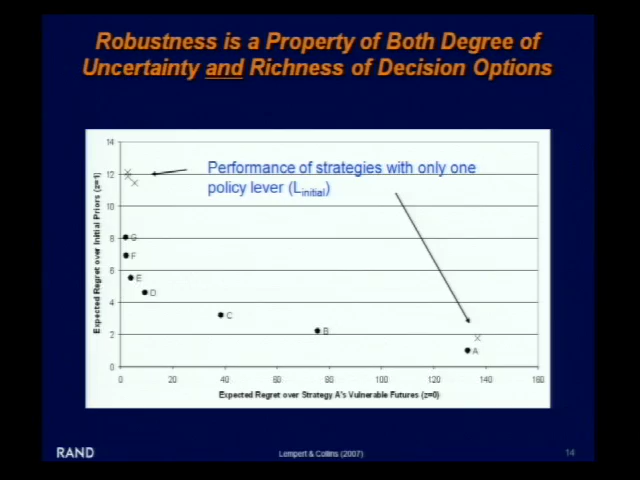 Robustness is a Property of Both Degree of
Uncertainty and Richness of Decision Options
14
12
10
8
6
4
2
0
Expected Regret over Initial Priors (z=1)
Performance of strategies with only one
policy lever (Linitial)
G
F
E
D
C
B
A
0 20 40 60 80 100 120 140 160
Expected Regret over Strategy A's Vulnerable Futures (z=0)
RAND
Lempert & Collins (2007)
14